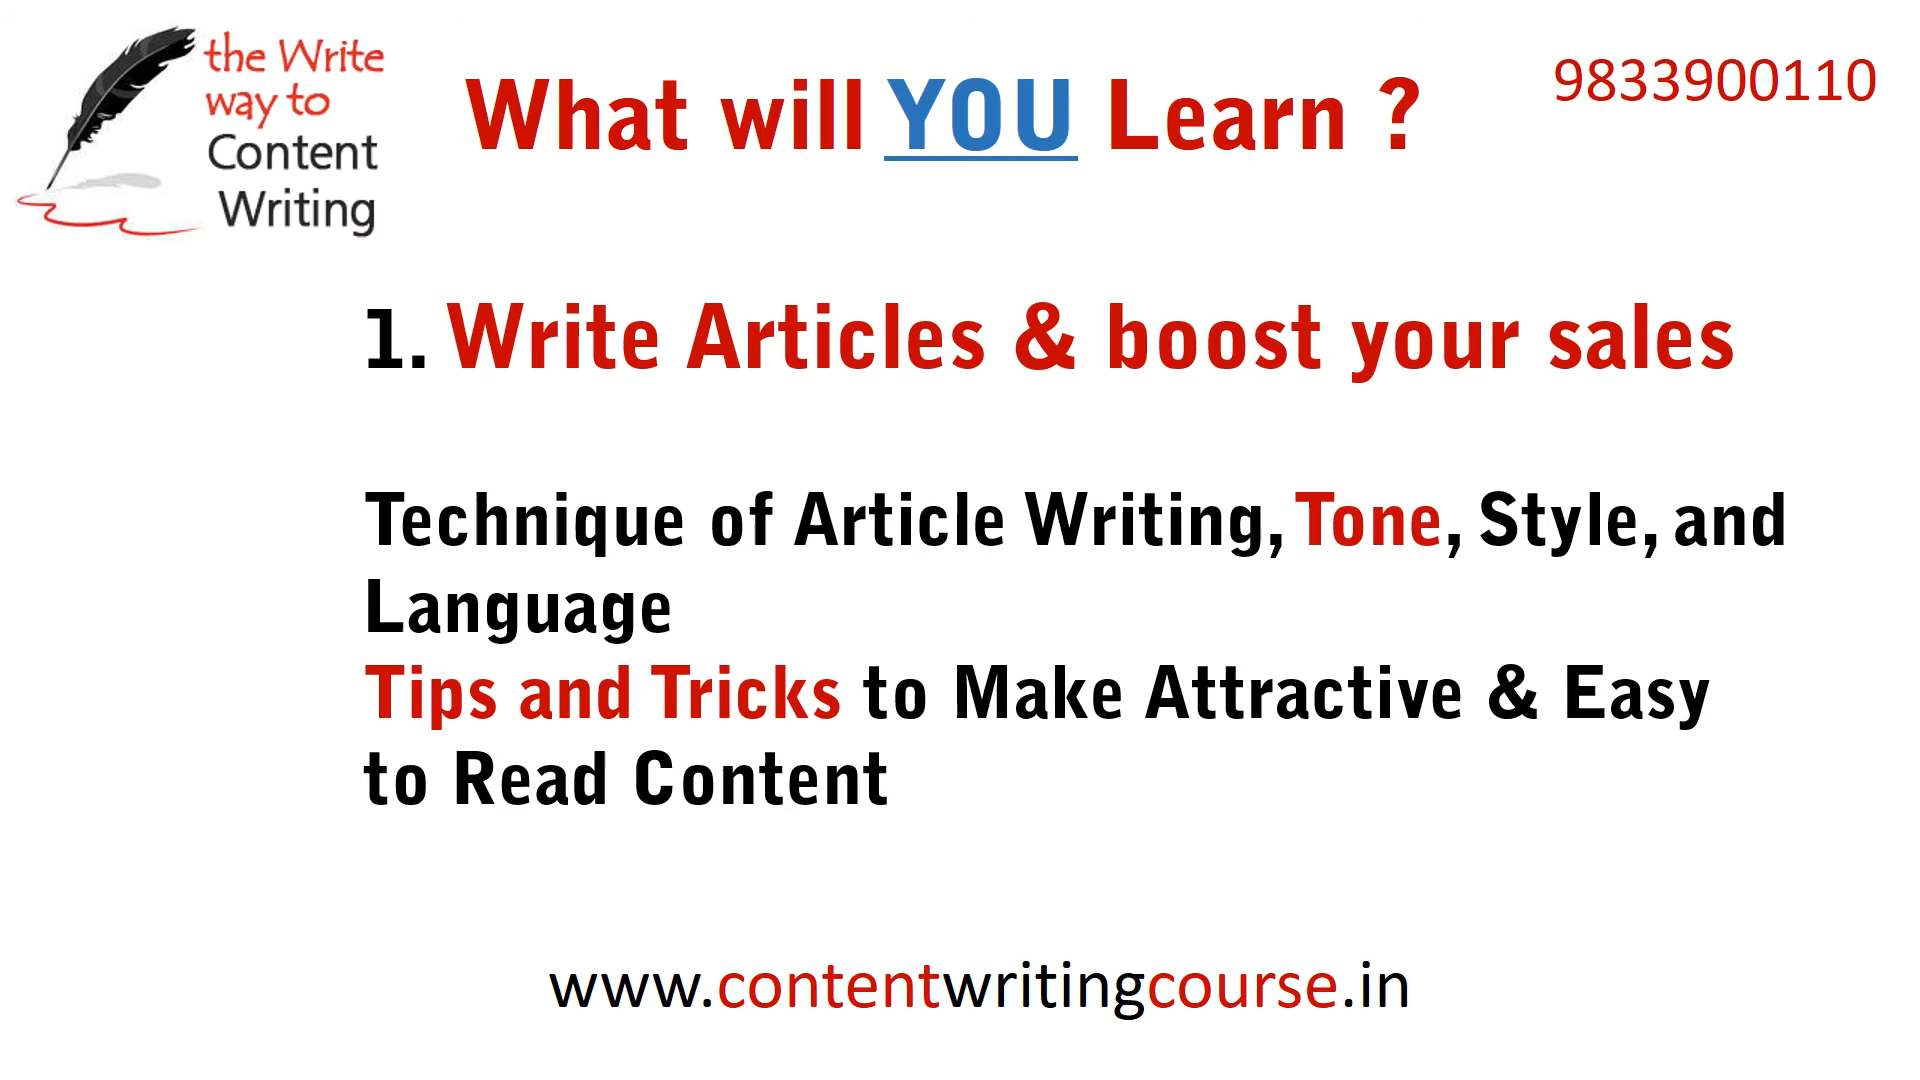 the Write
way to
Content
Writing
What will YOU Learn ?
9833900110
1. Write Articles & boost your sales
Technique of Article Writing, Tone, Style, and
Language
Tips and Tricks to Make Attractive & Easy
to Read Content
www.contentwritingcourse.in